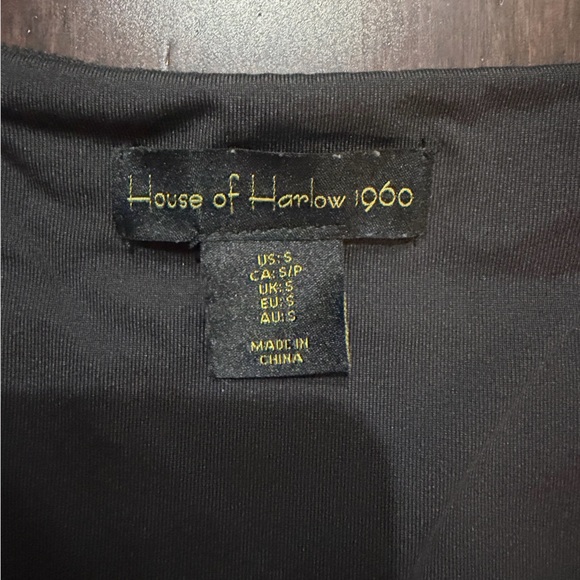 House of Harlow 1960
US: S
CA: S/P
UK: S
EU: S
AU: S
MADE IN
CHINA